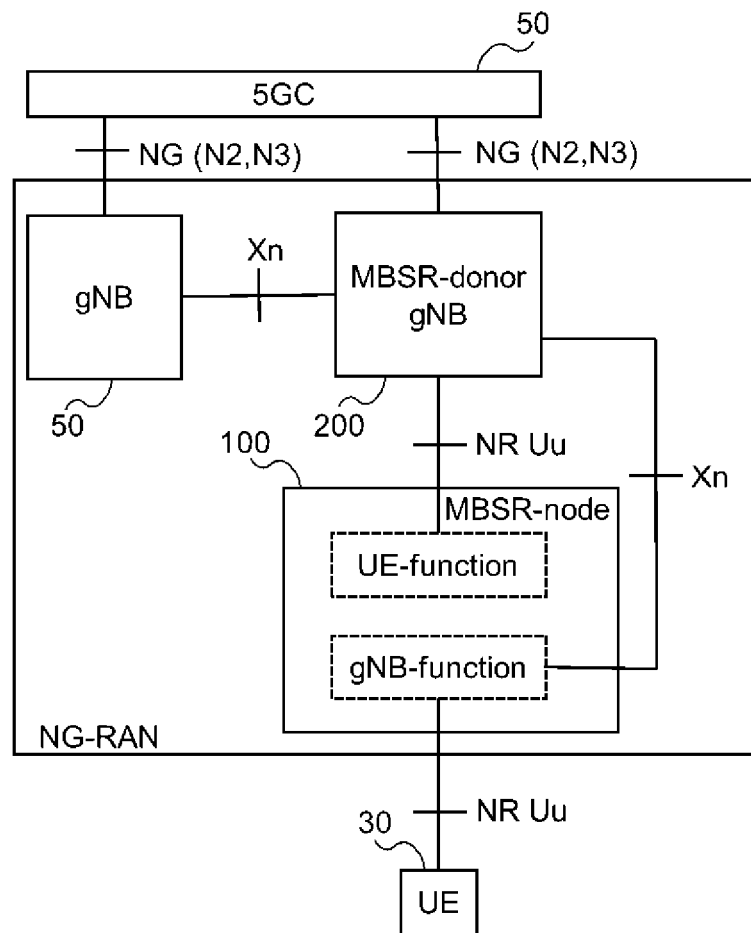 50
5GC
NG (N2,N3)
NG (N2,N3)
gNB
Xn
MBSR-donor
gNB
50
200
100
NR Uu
Xn
MBSR-node
UE-function
gNB-function
NG-RAN
NR Uu
30
UE